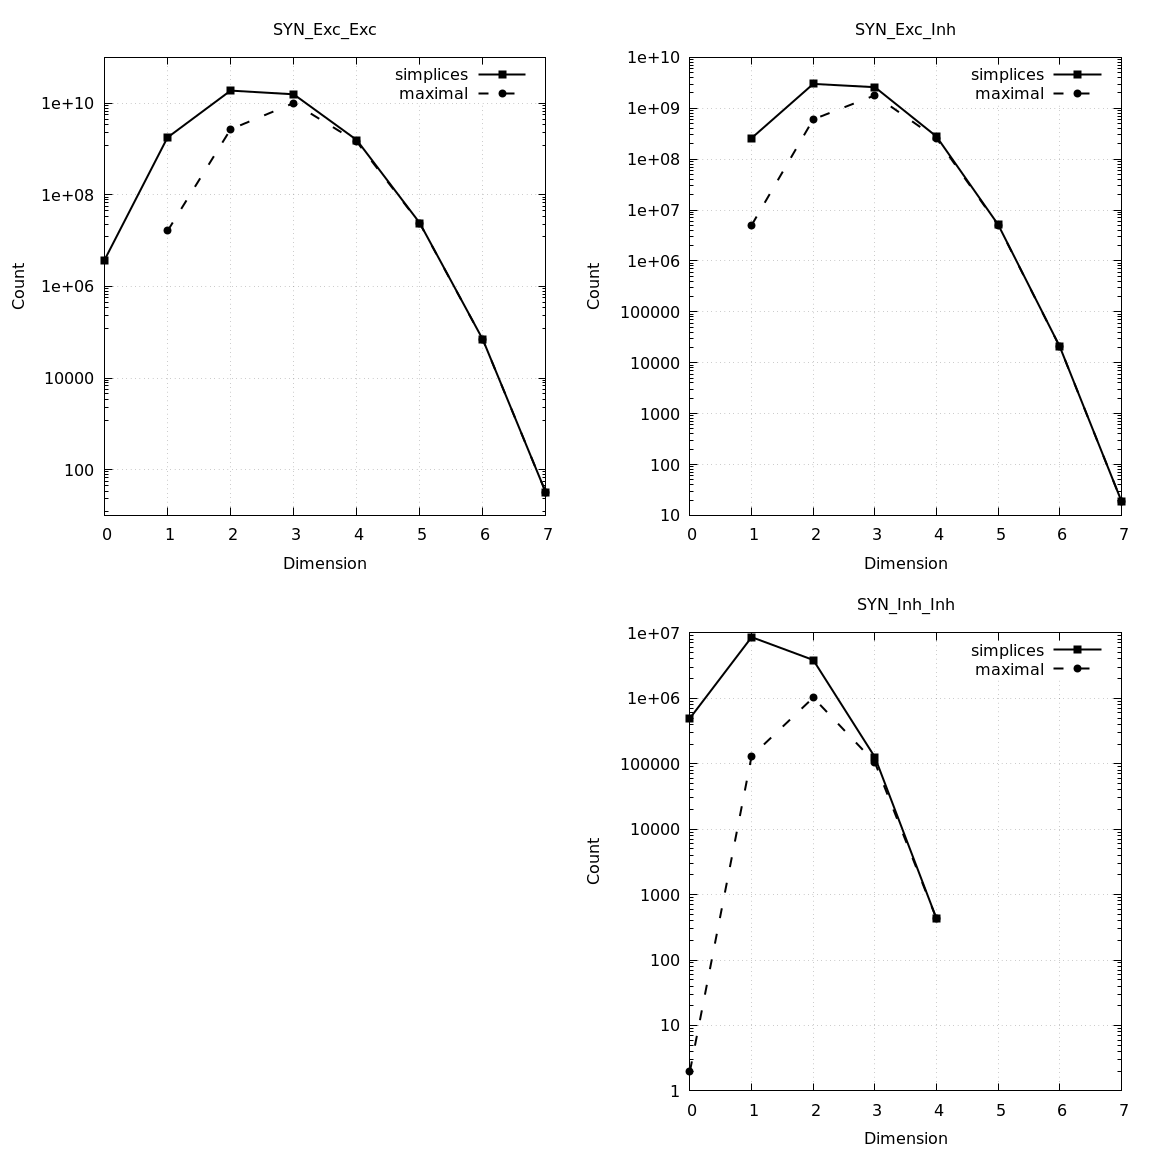 SYN_Exc_Exc
simplices
maximal
1e+10
1e+08
1e+06
10000
100
Count
0 1 2 3 4 5 6 7
Dimension
SYN_Exc_Inh
simplices
maximal
1e+10
1e+09
1e+08
1e+07
1e+06
100000
10000
1000
100
10
Count
0 1 2 3 4 5 6 7
Dimension
SYN_Inh_Inh
simplices
maximal
1e+07
1e+06
100000
10000
1000
100
10
1
Count
0 1 2 3 4 5 6 7
Dimension